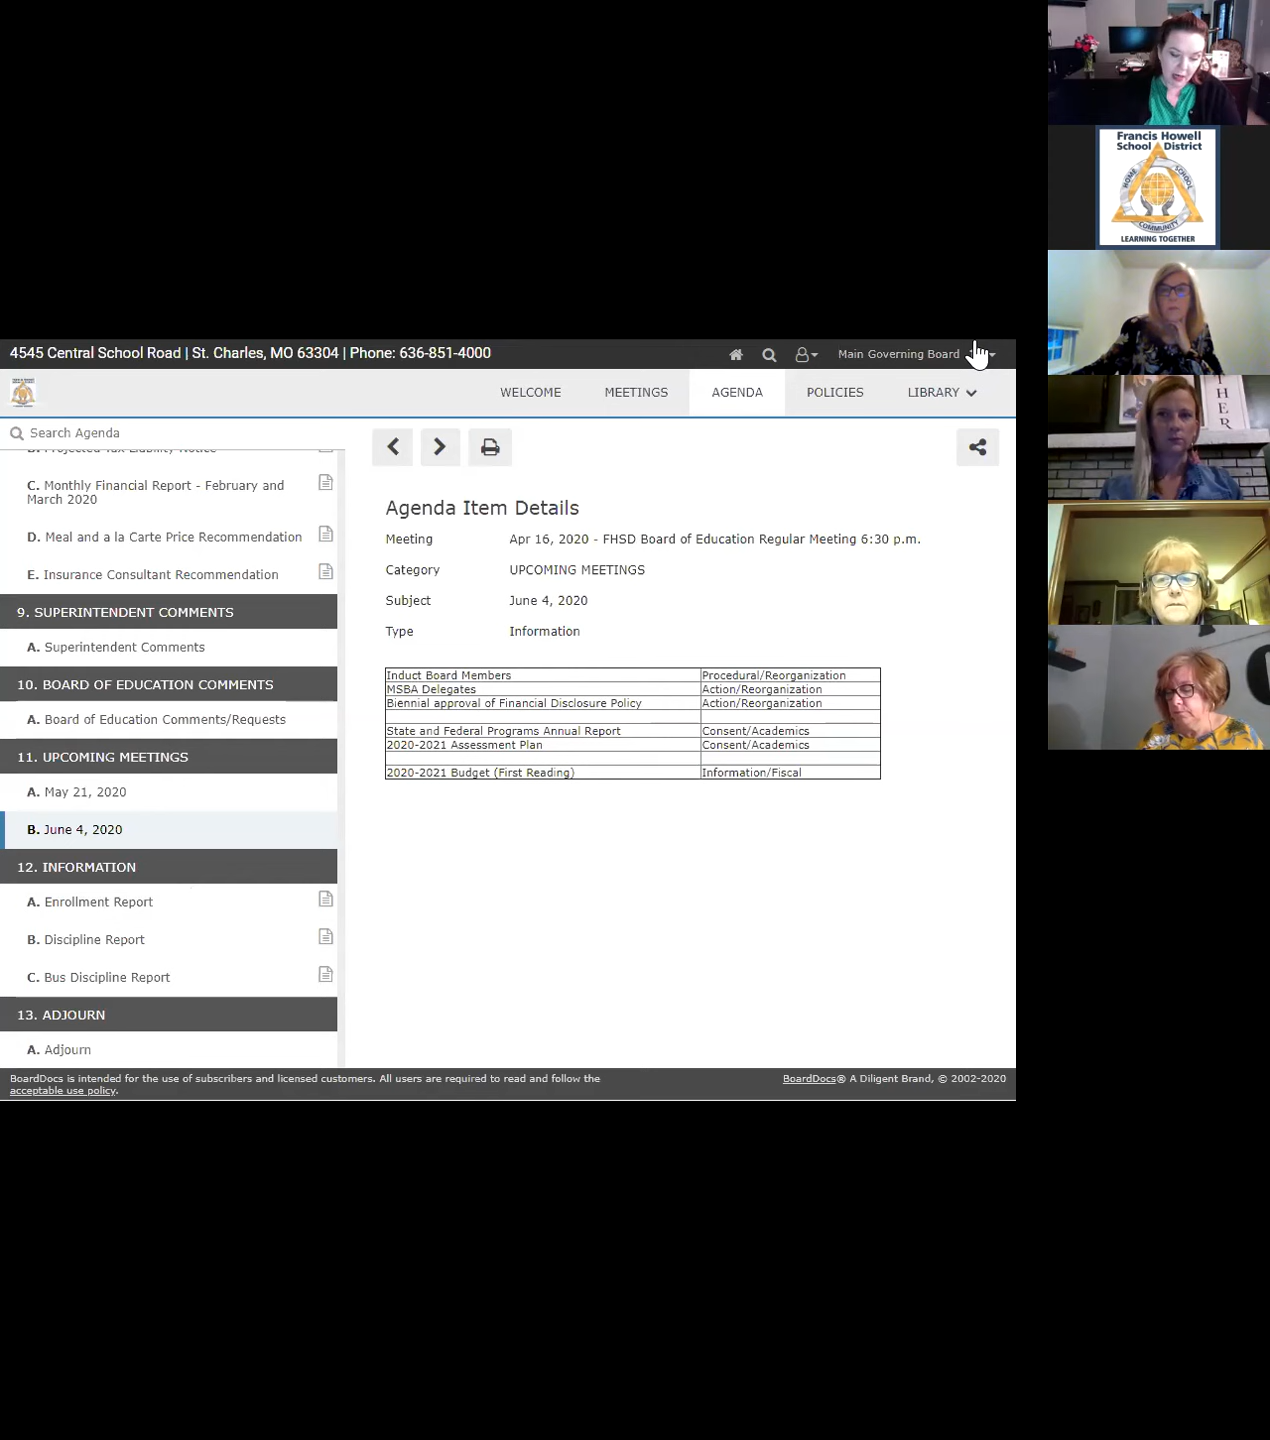 4545 Central School Road | St. Charles, MO 63304 | Phone: 636-851-4000
Main Governing Board
WELCOME
MEETINGS
AGENDA
POLICIES
LIBRARY
Search Agenda
Projected Tax Liability Notice
C. Monthly Financial Report - February and
March 2020
D. Meal and a la Carte Price Recommendation
E. Insurance Consultant Recommendation
9. SUPERINTENDENT COMMENTS
A. Superintendent Comments
10. BOARD OF EDUCATION COMMENTS
A. Board of Education Comments/Requests
11. UPCOMING MEETINGS
A. May 21, 2020
B. June 4, 2020
12. INFORMATION
A. Enrollment Report
B. Discipline Report
C. Bus Discipline Report
13. ADJOURN
A. Adjourn
Agenda Item Details
Meeting Apr 16, 2020 - FHSD Board of Education Regular Meeting 6:30 p.m.
Category UPCOMING MEETINGS
Subject June 4, 2020
Type Information
Induct Board Members Procedural/Reorganization
MSBA Delegates Action/Reorganization
Biennial approval of Financial Disclosure Policy Action/Reorganization
State and Federal Programs Annual Report Consent/Academics
2020-2021 Assessment Plan Consent/Academics
2020-2021 Budget (First Reading) Information/Fiscal
BoardDocs is intended for the use of subscribers and licensed customers. All users are required to read and follow the
acceptable use policy.
BoardDocs® A Diligent Brand, © 2002-2020
Francis Howell
School District
HOME
SCHOOL
COMMUNITY
LEARNING TOGETHER
HER